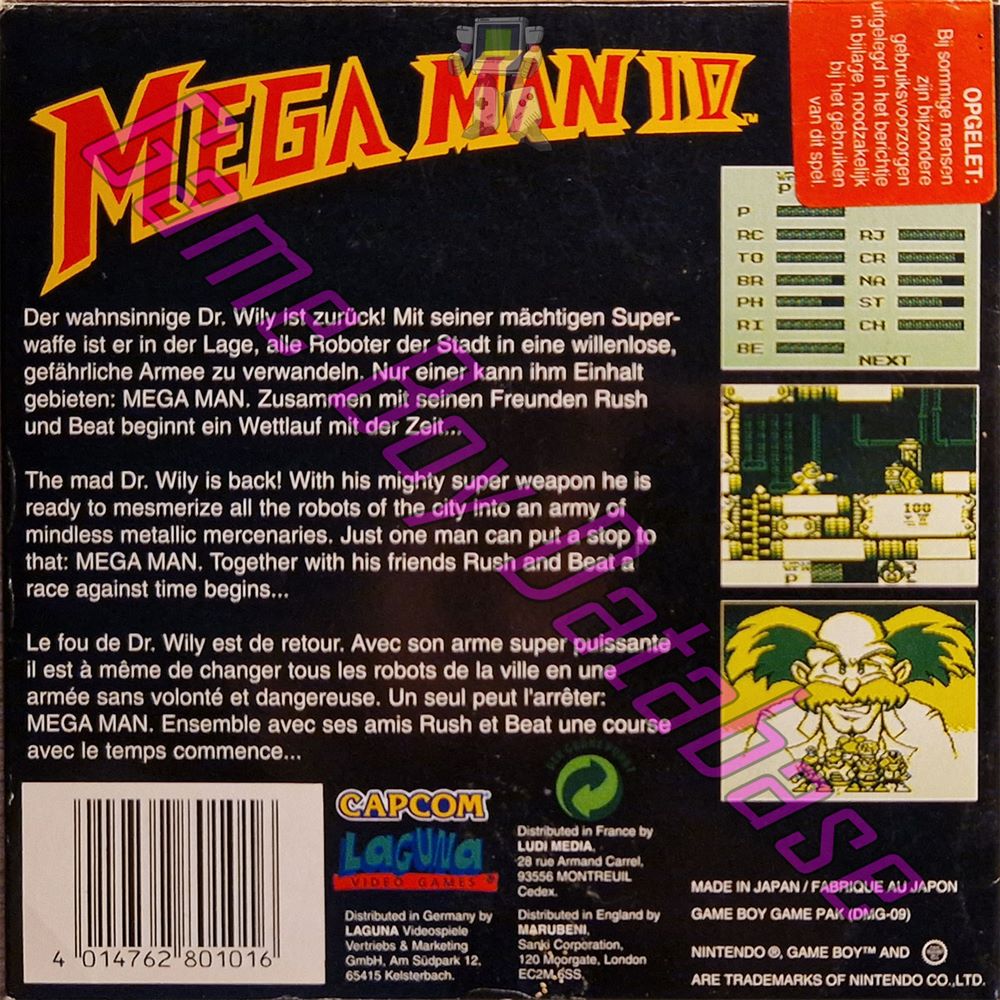 MEGA MAN IV™
OPGELET:
Bij sommige mensen
zijn bijzondere
gebruiksvoorzorgen
uitgelegd in het berichtje
in bijlage, noodzakelijk
bij het gebruiken
van dit spel.
P
RC
RJ
TO
CR
BR
NA
PH
ST
RI
CH
BE
NEXT
Der wahnsinnige Dr. Wily ist zurück! Mit seiner mächtigen Super-
waffe ist er in der Lage, alle Roboter der Stadt in eine willenlose,
gefährliche Armee zu verwandeln. Nur einer kann ihm Einhalt
gebieten: MEGA MAN. Zusammen mit seinen Freunden Rush
und Beat beginnt ein Wettlauf mit der Zeit...
The mad Dr. Wily is back! With his mighty super weapon he is
ready to mesmerize all the robots of the city into an army of
mindless metallic mercenaries. Just one man can put a stop to
that: MEGA MAN. Together with his friends Rush and Beat a
race against time begins...
Le fou de Dr. Wily est de retour. Avec son arme super puissante
il est à même de changer tous les robots de la ville en une
armée sans volonté et dangereuse. Un seul peut l'arrêter:
MEGA MAN. Ensemble avec ses amis Rush et Beat une course
avec le temps commence...
100
P
Game Boy Database
4 014762 801016
CAPCOM
LAGUNA
VIDEO GAMES ®
Distributed in Germany by
LAGUNA Videospiele
Vertriebs & Marketing
GmbH, Am Südpark 12,
65415 Kelsterbach.
Distributed in France by
LUDI MEDIA,
28 rue Armand Carrel,
93556 MONTREUIL
Cedex.
Distributed in England by
MARUBENI,
Sanki Corporation,
120 Moorgate, London
EC2M 6SS.
MADE IN JAPAN / FABRIQUE AU JAPON
GAME BOY GAME PAK (DMG-09)
NINTENDO ®, GAME BOY™ AND
ARE TRADEMARKS OF NINTENDO CO., LTD.